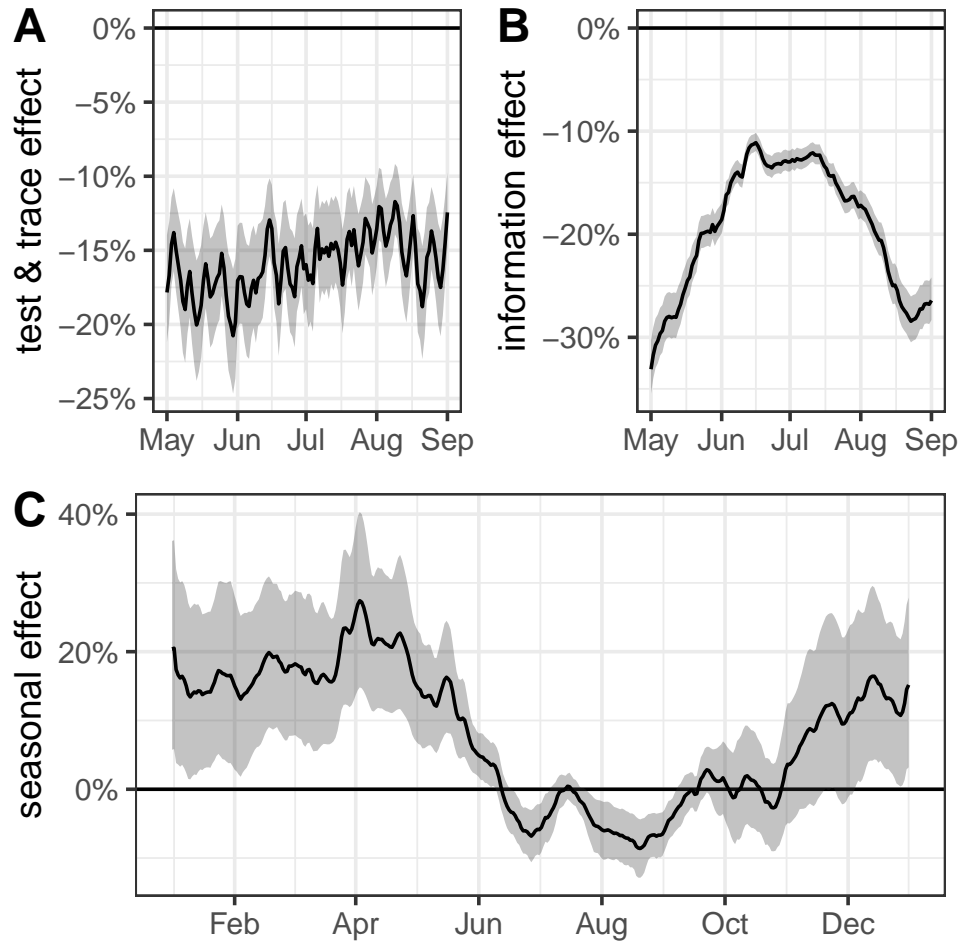 A
test & trace effect
0%
−5%
−10%
−15%
−20%
−25%
May Jun Jul Aug Sep
B
information effect
0%
−10%
−20%
−30%
May Jun Jul Aug Sep
C
seasonal effect
40%
20%
0%
Feb Apr Jun Aug Oct Dec